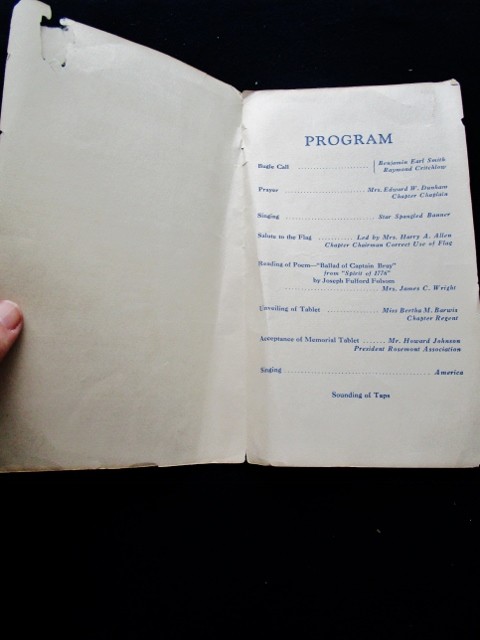 PROGRAM
Bugle Call .................... Benjamin Earl Smith
Raymond Critchlow
Prayer .................... Mrs. Edward W. Dunham
Chapter Chaplain
Singing .................... Star Spangled Banner
Salute to the Flag ........... Led by Mrs. Harry A. Allen
Chapter Chairman Correct Use of Flag
Reading of Poem—"Ballad of Captain Bray"
from "Spirit of 1776"
by Joseph Fulford Folsom
.................... Mrs. James C. Wright
Unveiling of Tablet .................... Miss Bertha M. Barwis
Chapter Regent
Acceptance of Memorial Tablet ....... Mr. Howard Johnson
President Rosemont Association
Singing .................... America
Sounding of Taps